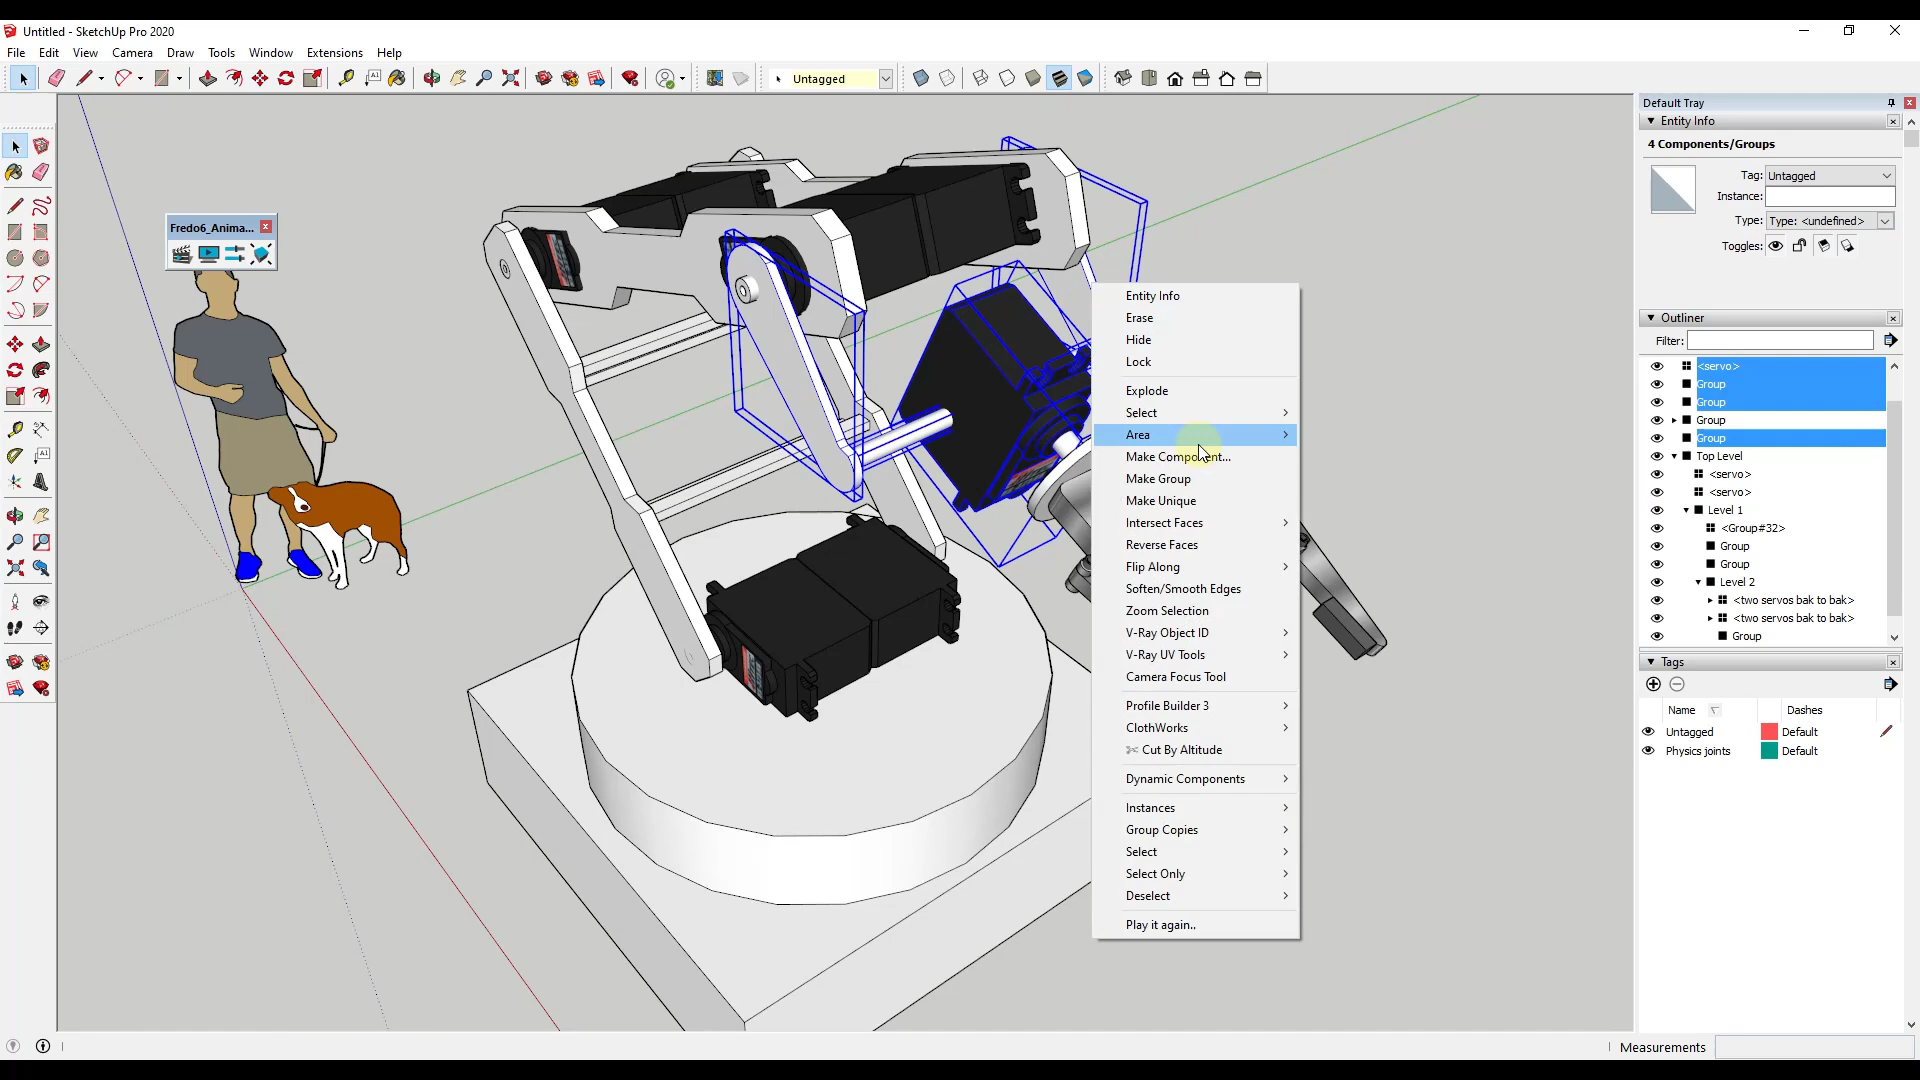 Untitled - SketchUp Pro 2020
File Edit View Camera Draw Tools Window Extensions Help
Untagged
Default Tray
Entity Info
4 Components/Groups
Tag: Untagged
Instance:
Type: Type: <undefined>
Toggles:
Fredo6_Anima...
Outliner
Filter:
<servo>
Group
Group
Group
Group
Top Level
<servo>
<servo>
Level 1
<Group#32>
Group
Group
Level 2
<two servos bak to bak>
<two servos bak to bak>
Group
Entity Info
Erase
Hide
Lock
Explode
Select
Area
Make Component...
Make Group
Make Unique
Intersect Faces
Reverse Faces
Flip Along
Soften/Smooth Edges
Zoom Selection
V-Ray Object ID
V-Ray UV Tools
Camera Focus Tool
Profile Builder 3
ClothWorks
Cut By Altitude
Dynamic Components
Instances
Group Copies
Select
Select Only
Deselect
Play it again..
Tags
Name Dashes
Untagged Default
Physics joints Default
Measurements